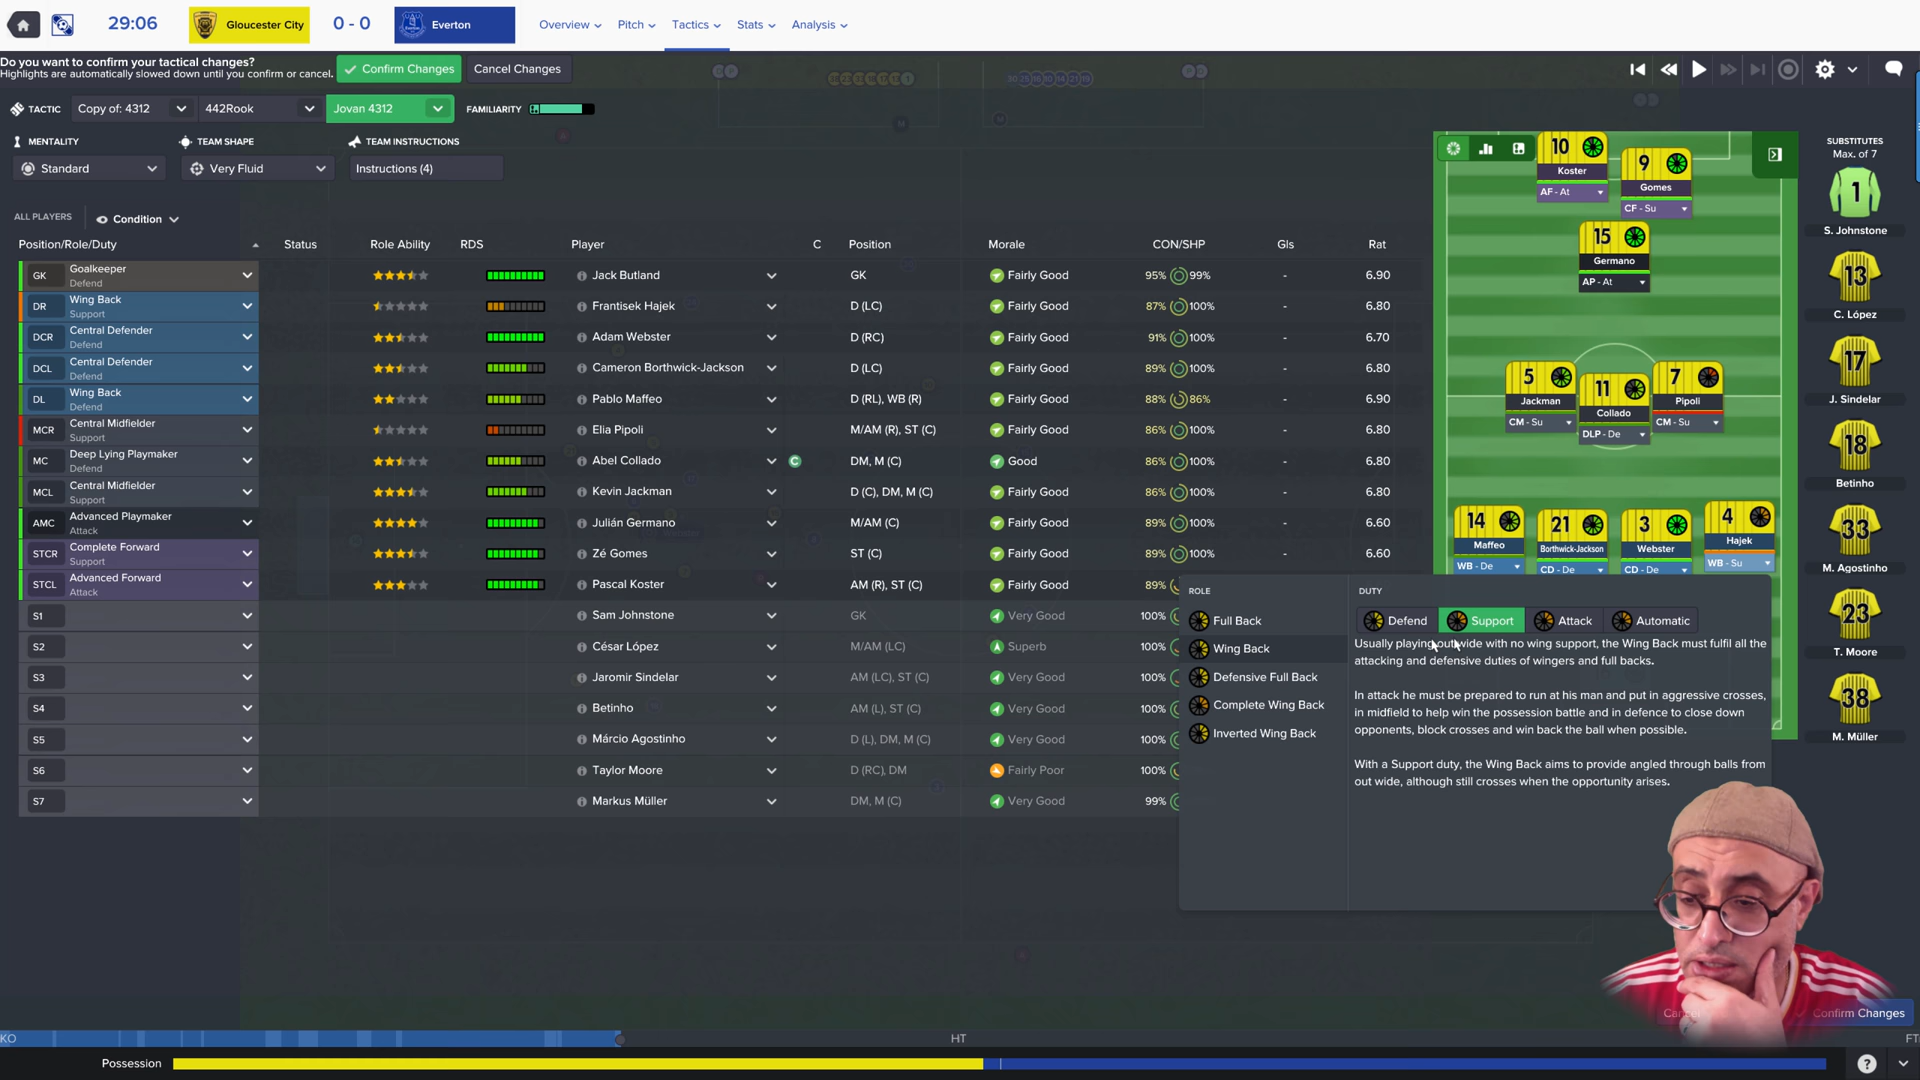 29:06
Gloucester City
0 - 0
Everton
Overview
Pitch
Tactics
Stats
Analysis
Do you want to confirm your tactical changes?
Highlights are automatically slowed down until you confirm or cancel.
Confirm Changes
Cancel Changes
TACTIC
Copy of: 4312
442Rook
Jovan 4312
FAMILIARITY
MENTALITY
TEAM SHAPE
TEAM INSTRUCTIONS
Standard
Very Fluid
Instructions (4)
ALL PLAYERS
Condition
Position/Role/Duty Status Role Ability RDS Player C Position Morale CON/SHP Gls Rat
GK Goalkeeper Defend Jack Butland GK Fairly Good 95% 99% - 6.90
DR Wing Back Support Frantisek Hajek D (LC) Fairly Good 87% 100% - 6.80
DCR Central Defender Defend Adam Webster D (RC) Fairly Good 91% 100% - 6.70
DCL Central Defender Defend Cameron Borthwick-Jackson D (LC) Fairly Good 89% 100% - 6.80
DL Wing Back Defend Pablo Maffeo D (RL), WB (R) Fairly Good 88% 86% - 6.90
MCR Central Midfielder Support Elia Pipoli M/AM (R), ST (C) Fairly Good 86% 100% - 6.80
MC Deep Lying Playmaker Defend Abel Collado C DM, M (C) Good 86% 100% - 6.80
MCL Central Midfielder Support Kevin Jackman D (C), DM, M (C) Fairly Good 86% 100% - 6.80
AMC Advanced Playmaker Attack Julián Germano M/AM (C) Fairly Good 89% 100% - 6.60
STCR Complete Forward Support Zé Gomes ST (C) Fairly Good 89% 100% - 6.60
STCL Advanced Forward Attack Pascal Koster AM (R), ST (C) Fairly Good 89%
S1 Sam Johnstone GK Very Good 100%
S2 César López M/AM (LC) Superb 100%
S3 Jaromir Sindelar AM (LC), ST (C) Very Good 100%
S4 Betinho AM (L), ST (C) Very Good 100%
S5 Márcio Agostinho D (L), DM, M (C) Very Good 100%
S6 Taylor Moore D (RC), DM Fairly Poor 100%
S7 Markus Müller DM, M (C) Very Good 99%
10
Koster
AF - At
9
Gomes
CF - Su
15
Germano
AP - At
5
Jackman
CM - Su
11
Collado
DLP - De
7
Pipoli
CM - Su
14
Maffeo
WB - De
21
Borthwick-Jackson
CD - De
3
Webster
CD - De
4
Hajek
WB - Su
ROLE
Full Back
Wing Back
Defensive Full Back
Complete Wing Back
Inverted Wing Back
DUTY
Defend
Support
Attack
Automatic
Usually playing out wide with no wing support, the Wing Back must fulfil all the
attacking and defensive duties of wingers and full backs.
In attack he must be prepared to run at his man and put in aggressive crosses,
in midfield to help win the possession battle and in defence to close down
opponents, block crosses and win back the ball when possible.
With a Support duty, the Wing Back aims to provide angled through balls from
out wide, although still crosses when the opportunity arises.
SUBSTITUTES
Max. of 7
1
S. Johnstone
13
C. López
17
J. Sindelar
18
Betinho
33
M. Agostinho
23
T. Moore
38
M. Müller
Confirm Changes
KO
HT
FT
Possession
?